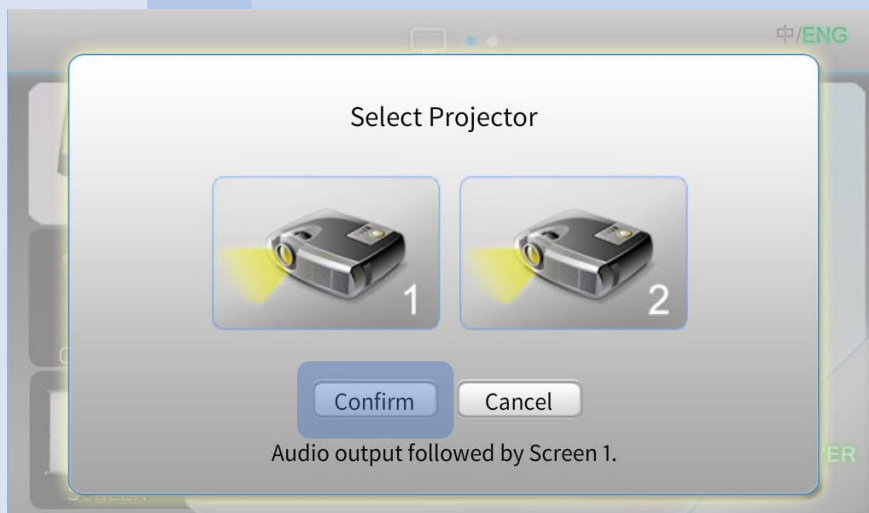 中/ENG
Select Projector
1
2
Confirm
Cancel
Audio output followed by Screen 1.